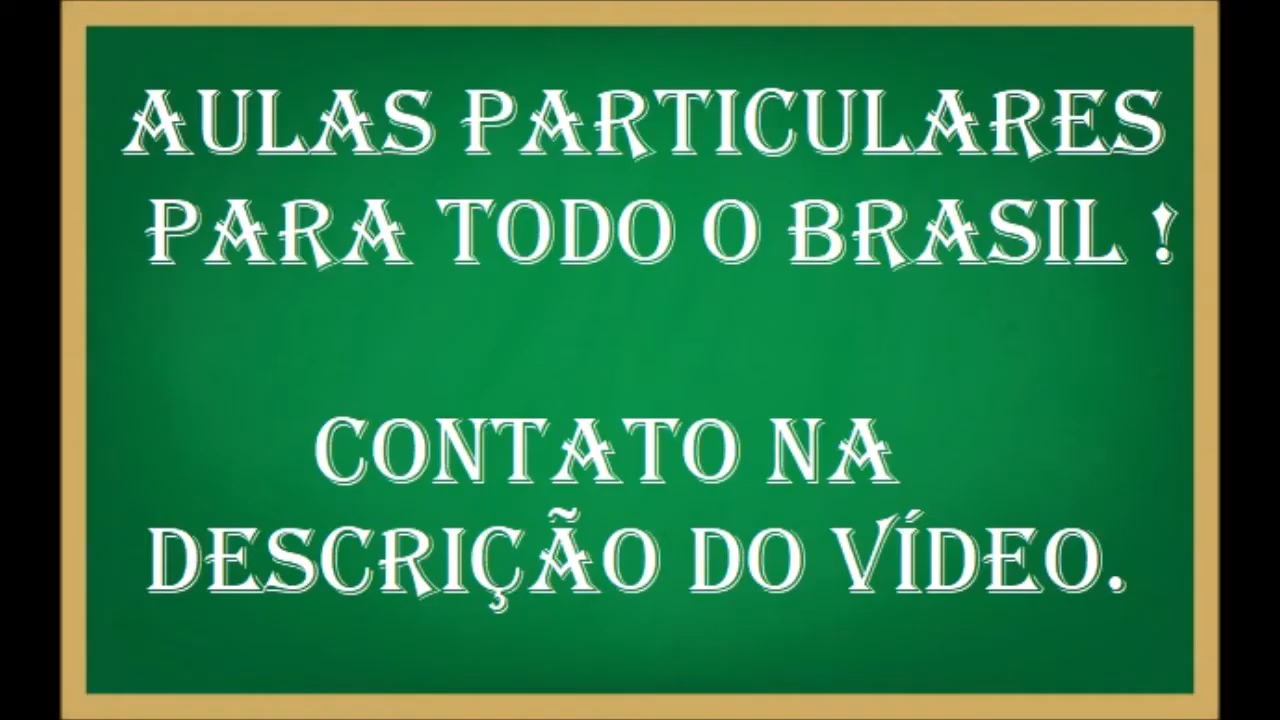 AULAS PARTICULARES
PARA TODO O BRASIL !
CONTATO NA
DESCRIÇÃO DO VÍDEO.